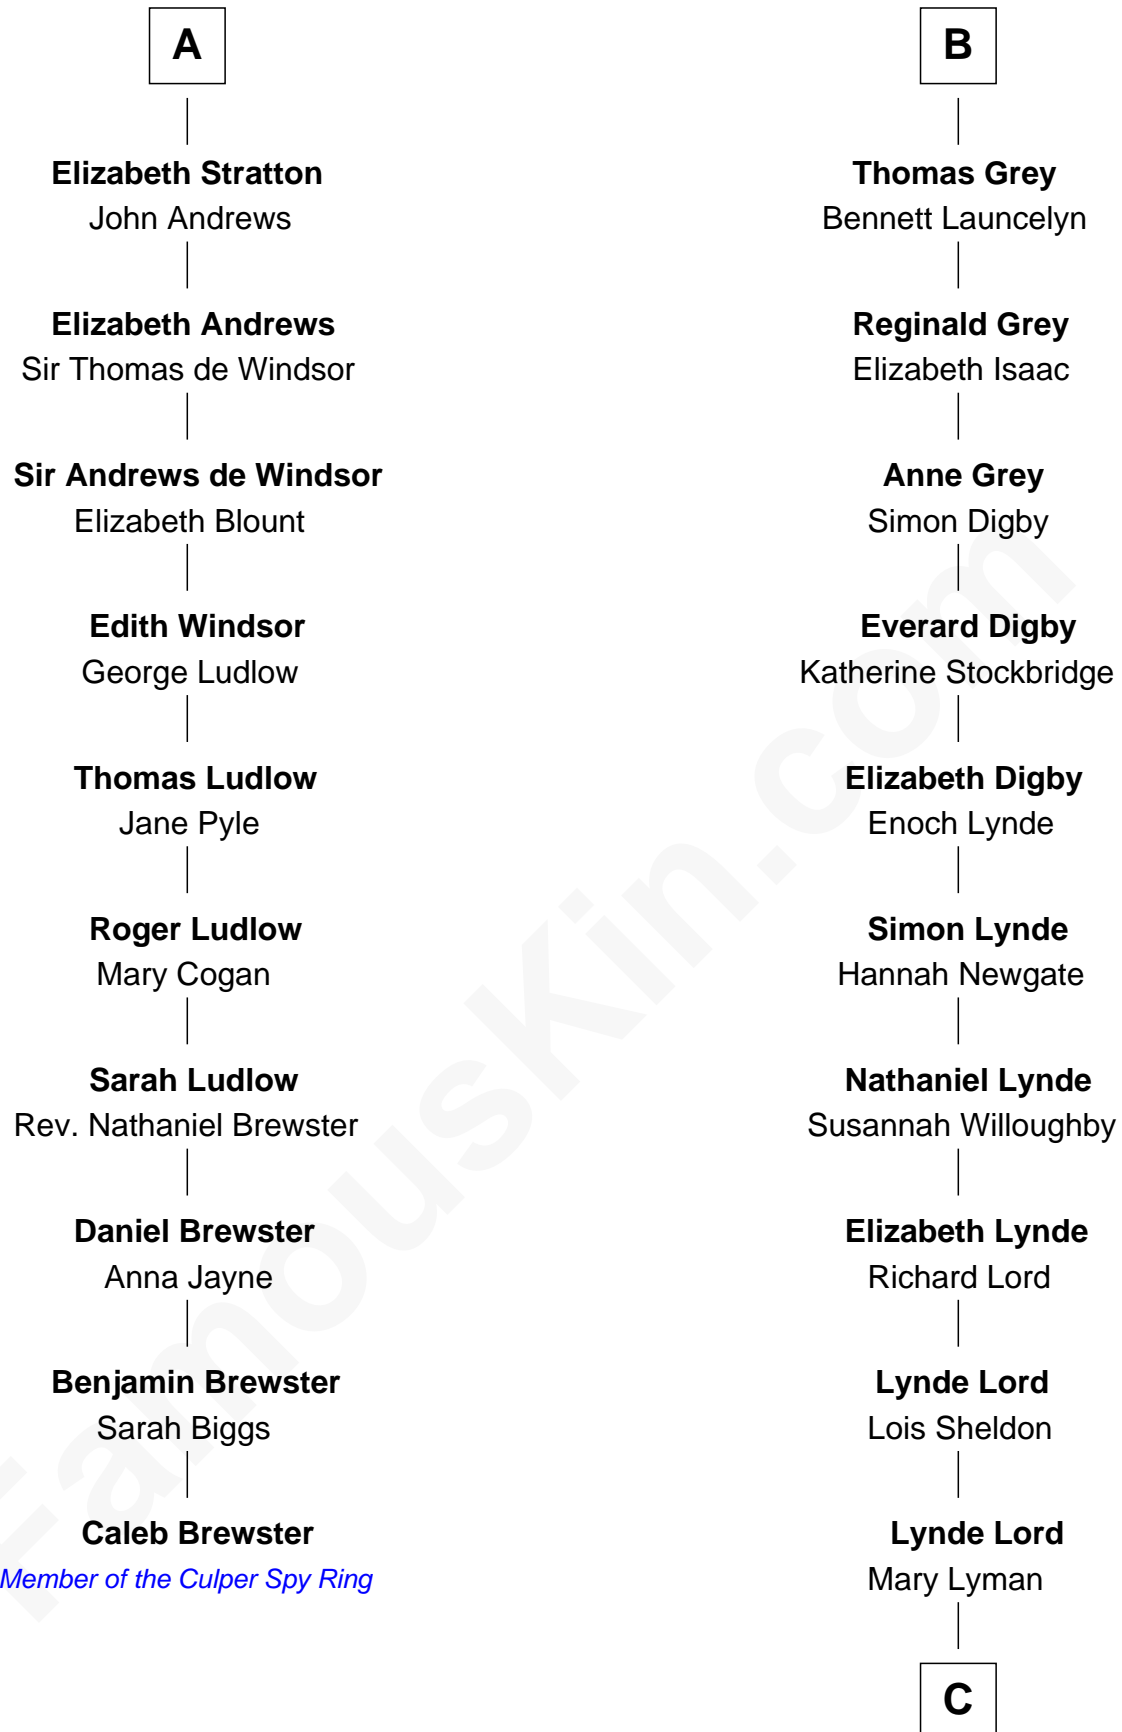 A
Elizabeth Stratton
John Andrews
Elizabeth Andrews
Sir Thomas de Windsor
Sir Andrews de Windsor
Elizabeth Blount
Edith Windsor
George Ludlow
Thomas Ludlow
Jane Pyle
Roger Ludlow
Mary Cogan
Sarah Ludlow
Rev. Nathaniel Brewster
Daniel Brewster
Anna Jayne
Benjamin Brewster
Sarah Biggs
Caleb Brewster
Member of the Culper Spy Ring
B
Thomas Grey
Bennett Launcelyn
Reginald Grey
Elizabeth Isaac
Anne Grey
Simon Digby
Everard Digby
Katherine Stockbridge
Elizabeth Digby
Enoch Lynde
Simon Lynde
Hannah Newgate
Nathaniel Lynde
Susannah Willoughby
Elizabeth Lynde
Richard Lord
Lynde Lord
Lois Sheldon
Lynde Lord
Mary Lyman
C
FamousKin.com